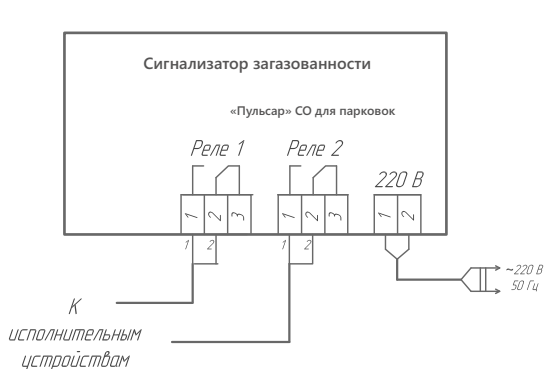 Сигнализатор загазованности
«Пульсар» СО для парковок
Реле 1 Реле 2
220 В
1 2 3 1 2 3 1 2
1 2 1 2
~220 В
50 Гц
К
исполнительным
устройствам